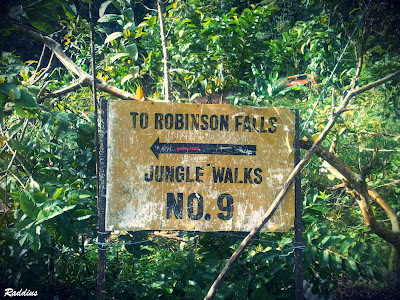 TO ROBINSON FALLS
JUNGLE WALKS
NO. 9
Raddius